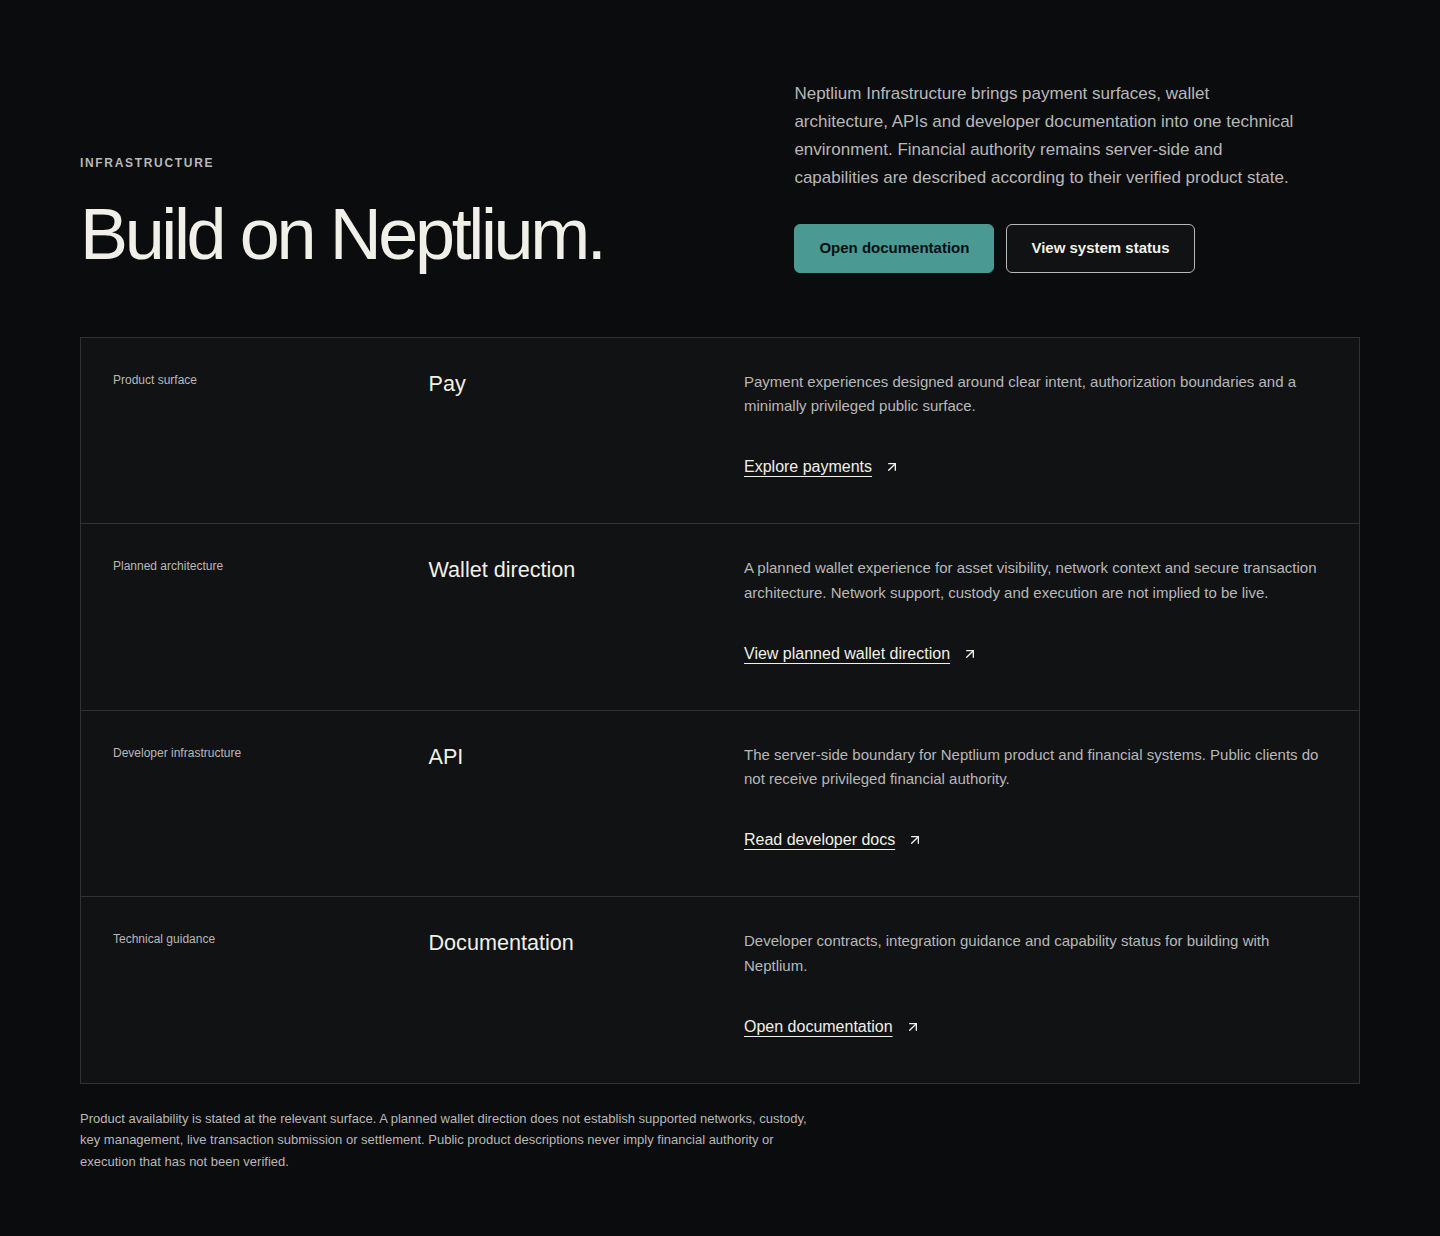 INFRASTRUCTURE
Build on Neptlium.
Neptlium Infrastructure brings payment surfaces, wallet
architecture, APIs and developer documentation into one technical
environment. Financial authority remains server-side and
capabilities are described according to their verified product state.
Open documentation
View system status
Product surface
Pay
Payment experiences designed around clear intent, authorization boundaries and a
minimally privileged public surface.
Explore payments
Planned architecture
Wallet direction
A planned wallet experience for asset visibility, network context and secure transaction
architecture. Network support, custody and execution are not implied to be live.
View planned wallet direction
Developer infrastructure
API
The server-side boundary for Neptlium product and financial systems. Public clients do
not receive privileged financial authority.
Read developer docs
Technical guidance
Documentation
Developer contracts, integration guidance and capability status for building with
Neptlium.
Open documentation
Product availability is stated at the relevant surface. A planned wallet direction does not establish supported networks, custody,
key management, live transaction submission or settlement. Public product descriptions never imply financial authority or
execution that has not been verified.